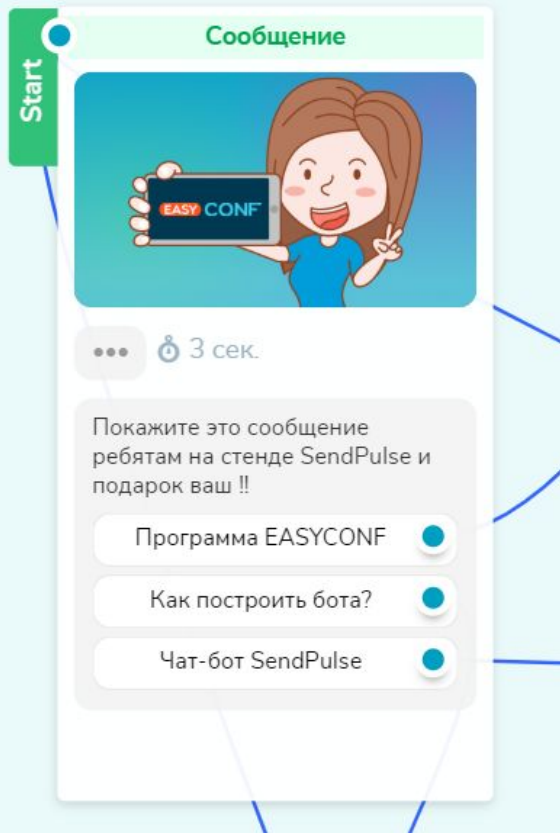 Start
Сообщение
EASY CONF
3 сек.
Покажите это сообщение
ребятам на стенде SendPulse и
подарок ваш !!
Программа EASYCONF
Как построить бота?
Чат-бот SendPulse